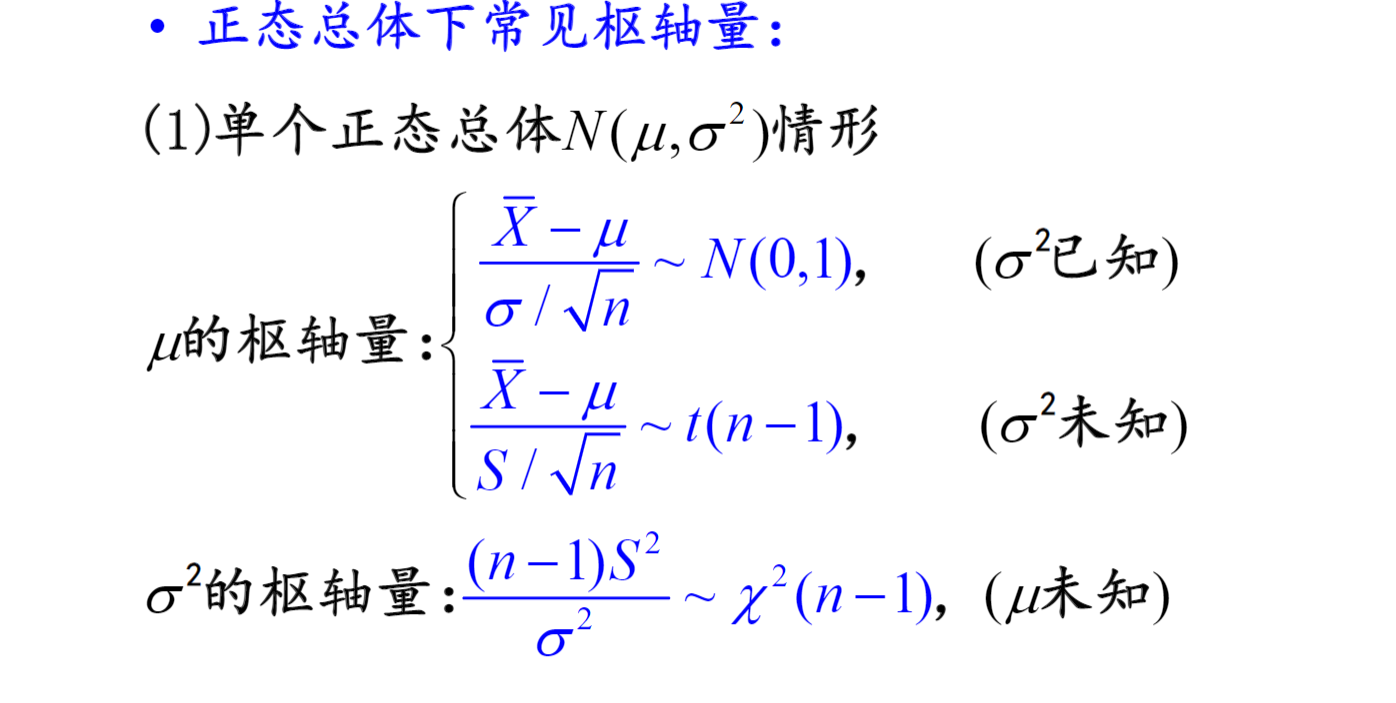 • 正态总体下常见枢轴量:
(1)单个正态总体N(μ,σ²)情形
μ的枢轴量: { (X̄ − μ)/(σ/√n) ~ N(0,1), (σ²已知)
(X̄ − μ)/(S/√n) ~ t(n−1), (σ²未知)
σ²的枢轴量: (n−1)S²/σ² ~ χ²(n−1), (μ未知)